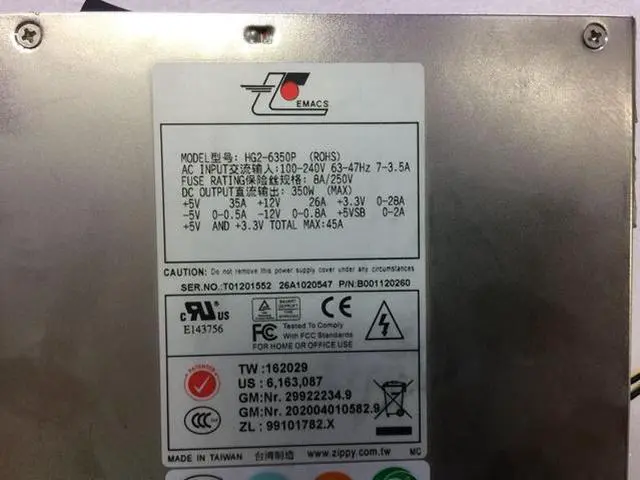 EMACS
MODEL型号: HG2-6350P (ROHS)
AC INPUT交流输入:100-240V 63-47Hz 7-3.5A
FUSE RATING保险丝规格: 8A/250V
DC OUTPUT直流输出: 350W (MAX)
+5V 35A +12V 26A +3.3V 0-28A
-5V 0-0.5A -12V 0-0.8A +5VSB 0-2A
+5V AND +3.3V TOTAL MAX:45A
CAUTION: Do not remove this power supply cover under any circumstances
SER.NO.:T01201552 26A1020547 P/N:B001120260
c RU US
E143756
CE
FC Tested To Comply
With FCC Standards
FOR HOME OR OFFICE USE
PATENTED
TW :162029
US : 6,163,087
GM:Nr. 29922234.9
GM:Nr. 202004010582.9
ZL : 99101782.X
CCC
MADE IN TAIWAN 台湾制造 www.zippy.com.tw MC